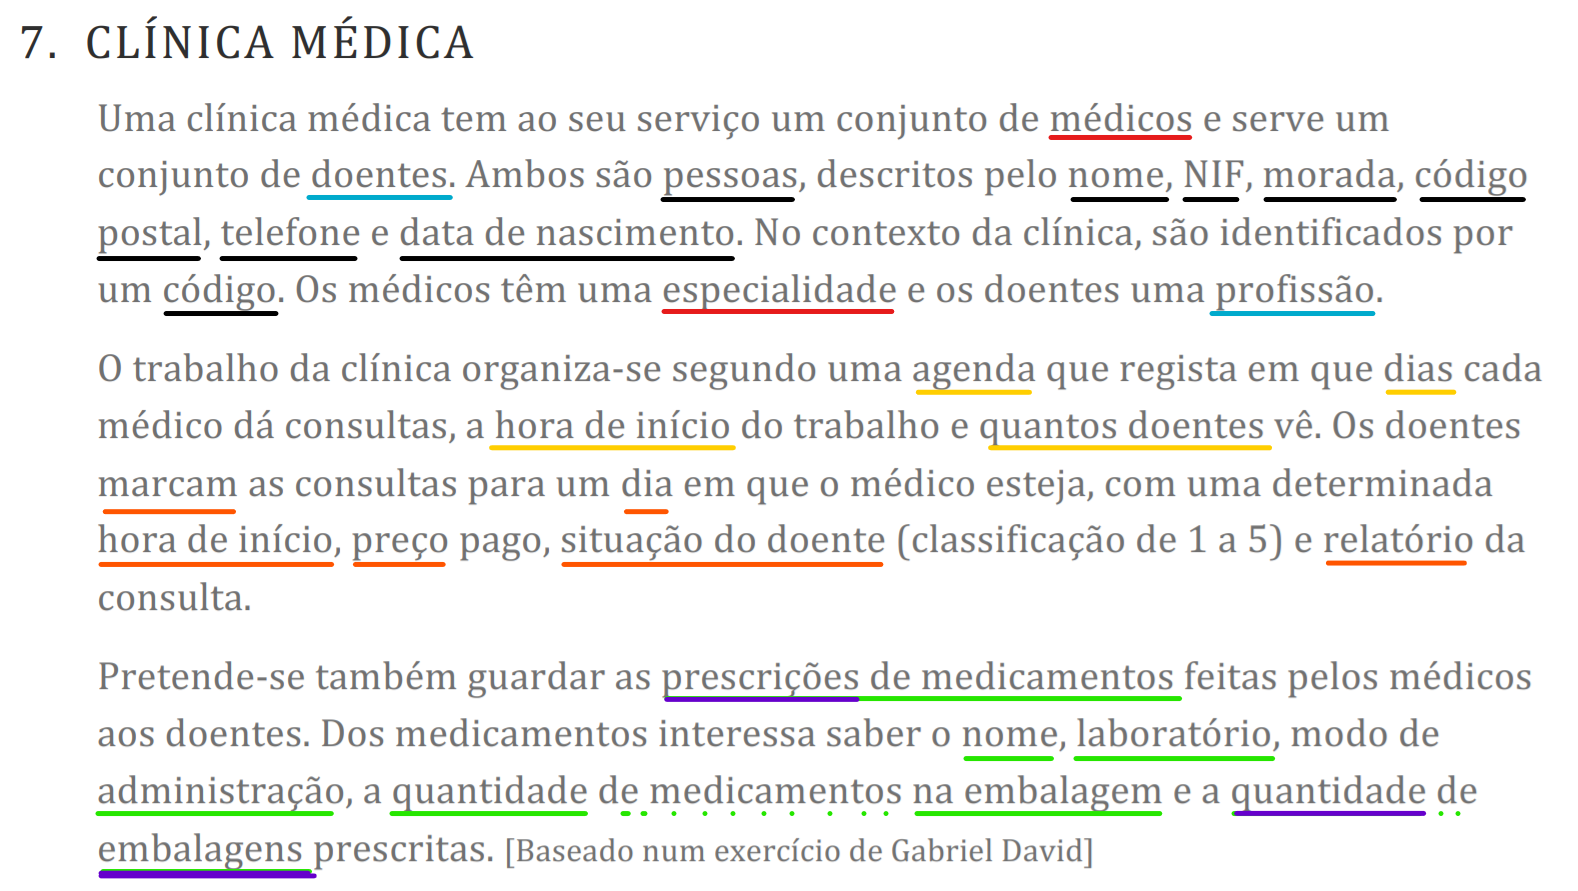 7. CLÍNICA MÉDICA
Uma clínica médica tem ao seu serviço um conjunto de médicos e serve um
conjunto de doentes. Ambos são pessoas, descritos pelo nome, NIF, morada, código
postal, telefone e data de nascimento. No contexto da clínica, são identificados por
um código. Os médicos têm uma especialidade e os doentes uma profissão.
O trabalho da clínica organiza-se segundo uma agenda que regista em que dias cada
médico dá consultas, a hora de início do trabalho e quantos doentes vê. Os doentes
marcam as consultas para um dia em que o médico esteja, com uma determinada
hora de início, preço pago, situação do doente (classificação de 1 a 5) e relatório da
consulta.
Pretende-se também guardar as prescrições de medicamentos feitas pelos médicos
aos doentes. Dos medicamentos interessa saber o nome, laboratório, modo de
administração, a quantidade de medicamentos na embalagem e a quantidade de
embalagens prescritas. [Baseado num exercício de Gabriel David]